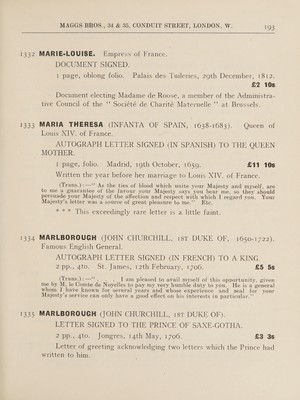 MAGGS BROS., 34 & 35, CONDUIT STREET, LONDON, W. 193
1332 MARIE-LOUISE. Empress of France.
DOCUMENT SIGNED.
1 page, oblong folio. Palais des Tuileries, 29th December, 1812.
£2 10s
Document electing Madame de Roose, a member of the Administra-
tive Council of the " Société de Charité Maternelle " at Brussels.
1333 MARIA THERESA (INFANTA OF SPAIN, 1638-1683). Queen of
Louis XIV. of France.
AUTOGRAPH LETTER SIGNED (IN SPANISH) TO THE QUEEN
MOTHER.
1 page, folio. Madrid, 19th October, 1659. £11 10s
Written the year before her marriage to Louis XIV. of France.
(Trans.):—" As the ties of blood which unite your Majesty and myself, are
to me a guarantee of the favour your Majesty says you bear me, so they should
persuade your Majesty of the affection and respect with which I regard you. Your
Majesty's letter was a source of great pleasure to me." Etc.
* * * This exceedingly rare letter is a little faint.
1334 MARLBOROUGH (JOHN CHURCHILL, 1ST DUKE OF, 1650-1722).
Famous English General.
AUTOGRAPH LETTER SIGNED (IN FRENCH) TO A KING.
2 pp., 4to. St. James, 12th February, 1706. £5 5s
(Trans.):—" I am pleased to avail myself of this opportunity, given
me by M. le Comte de Noyelles to pay my very humble duty to you. He is a general
whom I have known for several years and whose experience and zeal for your
Majesty's service can only have a good effect on his interests in particular."
1335 MARLBOROUGH (JOHN CHURCHILL, 1ST DUKE OF).
LETTER SIGNED TO THE PRINCE OF SAXE-GOTHA.
2 pp., 4to. Jongres, 14th May, 1706. £3 3s
Letter of greeting acknowledging two letters which the Prince had
written to him.